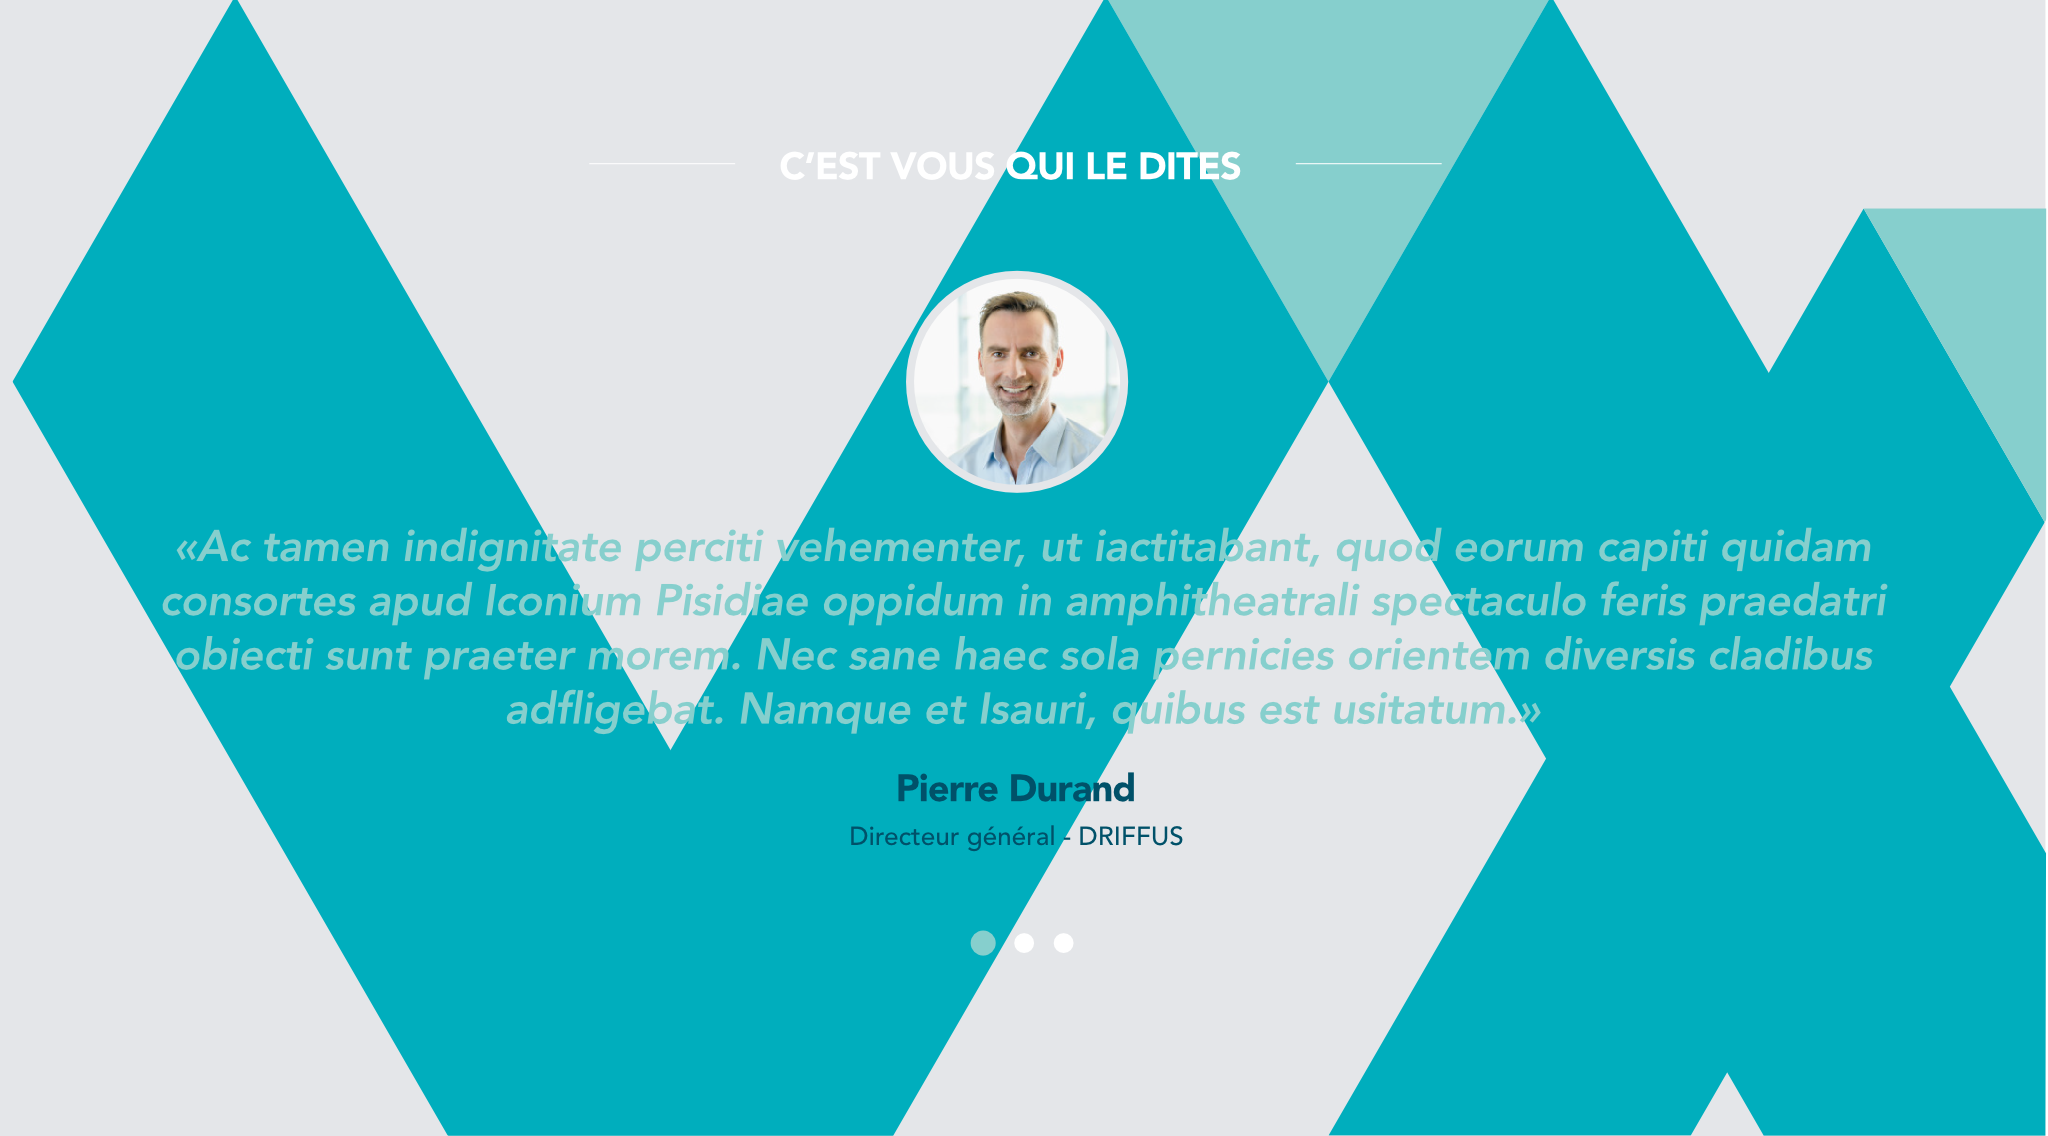 C’EST VOUS QUI LE DITES
«Ac tamen indignitate perciti vehementer, ut iactitabant, quod eorum capiti quidam
consortes apud Iconium Pisidiae oppidum in amphitheatrali spectaculo feris praedatri
obiecti sunt praeter morem. Nec sane haec sola pernicies orientem diversis cladibus
adfligebat. Namque et Isauri, quibus est usitatum.»
Pierre Durand
Directeur général - DRIFFUS